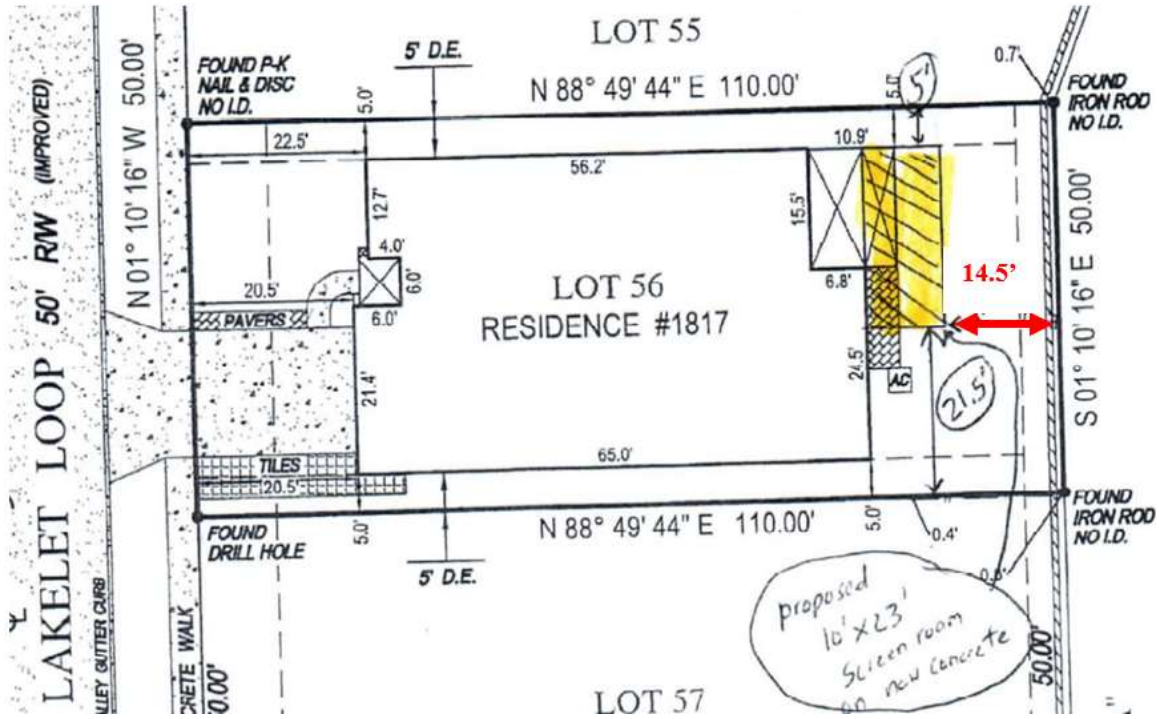 LOT 55
5' D.E.
N 88° 49' 44" E 110.00'
FOUND P-K
NAIL & DISC
NO I.D.
5.0'
5.0'
5'
0.7'
FOUND
IRON ROD
NO I.D.
LAKELET LOOP 50' R/W (IMPROVED)
N 01° 10' 16" W 50.00'
22.5'
56.2'
10.9'
12.7'
15.5'
4.0'
6.0'
6.0'
6.8'
14.5'
20.5'
PAVERS
LOT 56
RESIDENCE #1817
21.4'
24.5'
AC
21.5'
S 01° 10' 16" E 50.00'
TILES
20.5'
65.0'
FOUND
DRILL HOLE
5.0'
5' D.E.
N 88° 49' 44" E 110.00'
5.0'
0.4'
FOUND
IRON ROD
NO I.D.
proposed
10' x 23'
Screen room
on new concrete
50.00'
GUTTER CURB
WALK
LOT 57